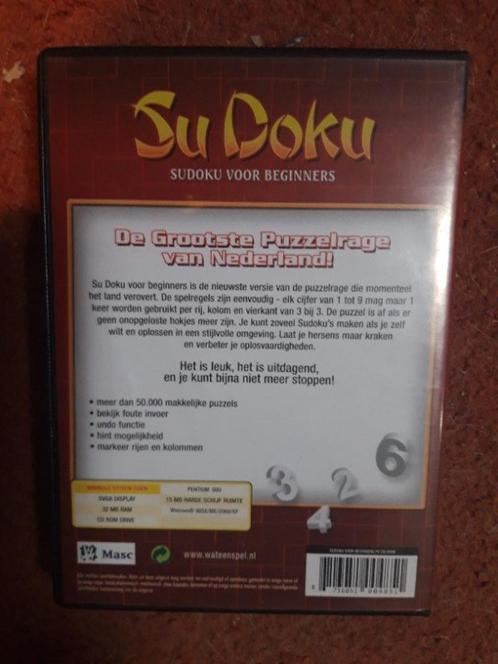 Su Doku
SUDOKU VOOR BEGINNERS
De Grootste Puzzelrage
van Nederland!
Su Doku voor beginners is de nieuwste versie van de puzzelrage die momenteel
het land verovert. De spelregels zijn eenvoudig - elk cijfer van 1 tot 9 mag maar 1
keer worden gebruikt per rij, kolom en vierkant van 3 bij 3. De puzzel is af als er
geen onopgeloste hokjes meer zijn. Je kunt zoveel Sudoku's maken als je zelf
wilt en oplossen in een stijlvolle omgeving. Laat je hersens maar kraken
en verbeter je oplosvaardigheden.
Het is leuk, het is uitdagend,
en je kunt bijna niet meer stoppen!
• meer dan 50.000 makkelijke puzzels
• bekijk foute invoer
• undo functie
• hint mogelijkheid
• markeer rijen en kolommen
6
3 2
4
PENTIUM
SVGA DISPLAY
15 MB HARDE SCHIJF RUIMTE
32 MB RAM
CD ROM DRIVE
Masc
www.wateenspel.nl